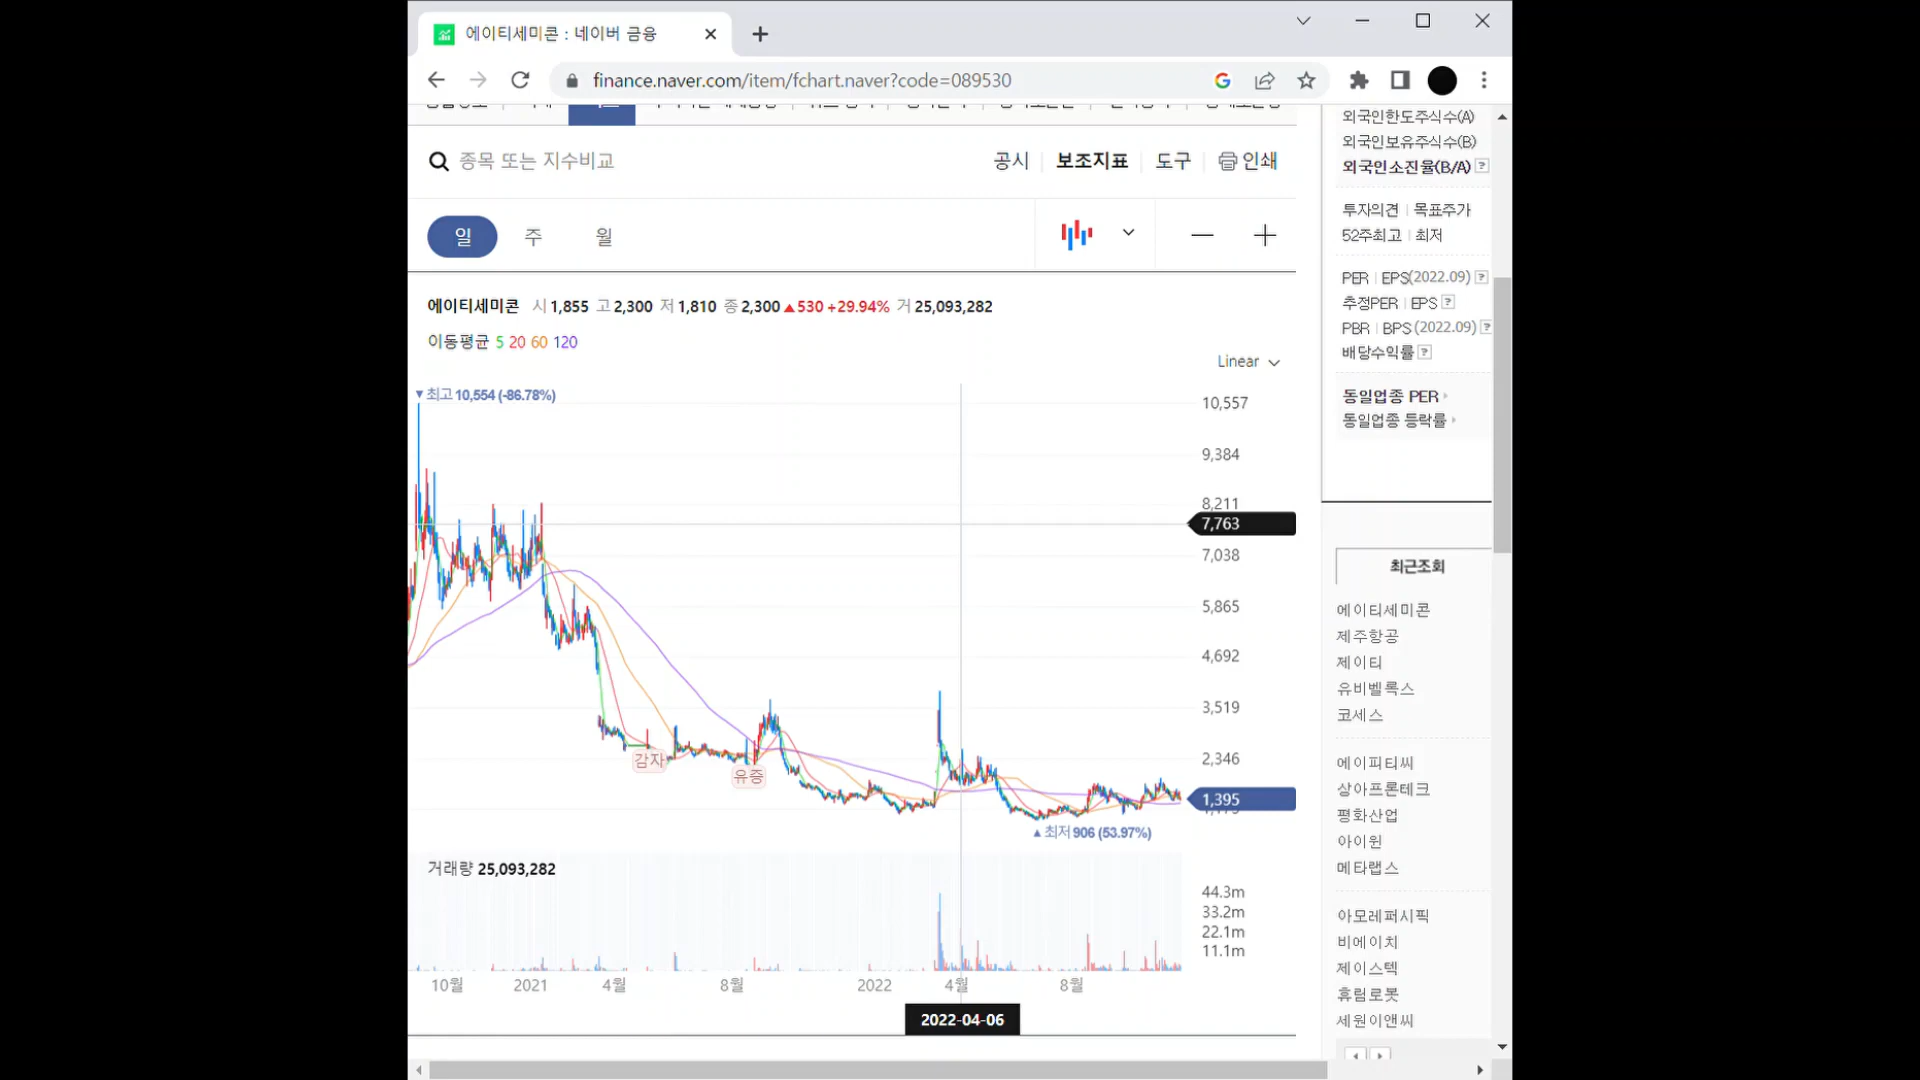 에이티세미콘 : 네이버 금융
finance.naver.com/item/fchart.naver?code=089530
종목 또는 지수비교
공시 보조지표 도구 인쇄
일 주 월
에이티세미콘 시 1,855 고 2,300 저 1,810 종 2,300 ▲530 +29.94% 거 25,093,282
이동평균 5 20 60 120
Linear
▼최고 10,554 (-86.78%)
10,557
9,384
8,211
7,763
7,038
5,865
4,692
3,519
2,346
1,395
감자
유증
▲최저 906 (53.97%)
거래량 25,093,282
44.3m
33.2m
22.1m
11.1m
10월 2021 4월 8월 2022 4월 8월
2022-04-06
외국인한도주식수(A)
외국인보유주식수(B)
외국인소진율(B/A) ?
투자의견 | 목표주가
52주최고 | 최저
PER | EPS(2022.09) ?
추정PER | EPS ?
PBR | BPS (2022.09) ?
배당수익률 ?
동일업종 PER
동일업종 등락률
최근조회
에이티세미콘
제주항공
제이티
유비벨록스
코세스
에이피티씨
상아프론테크
평화산업
아이윈
메타랩스
아모레퍼시픽
비에이치
제이스텍
휴림로봇
세원이앤씨